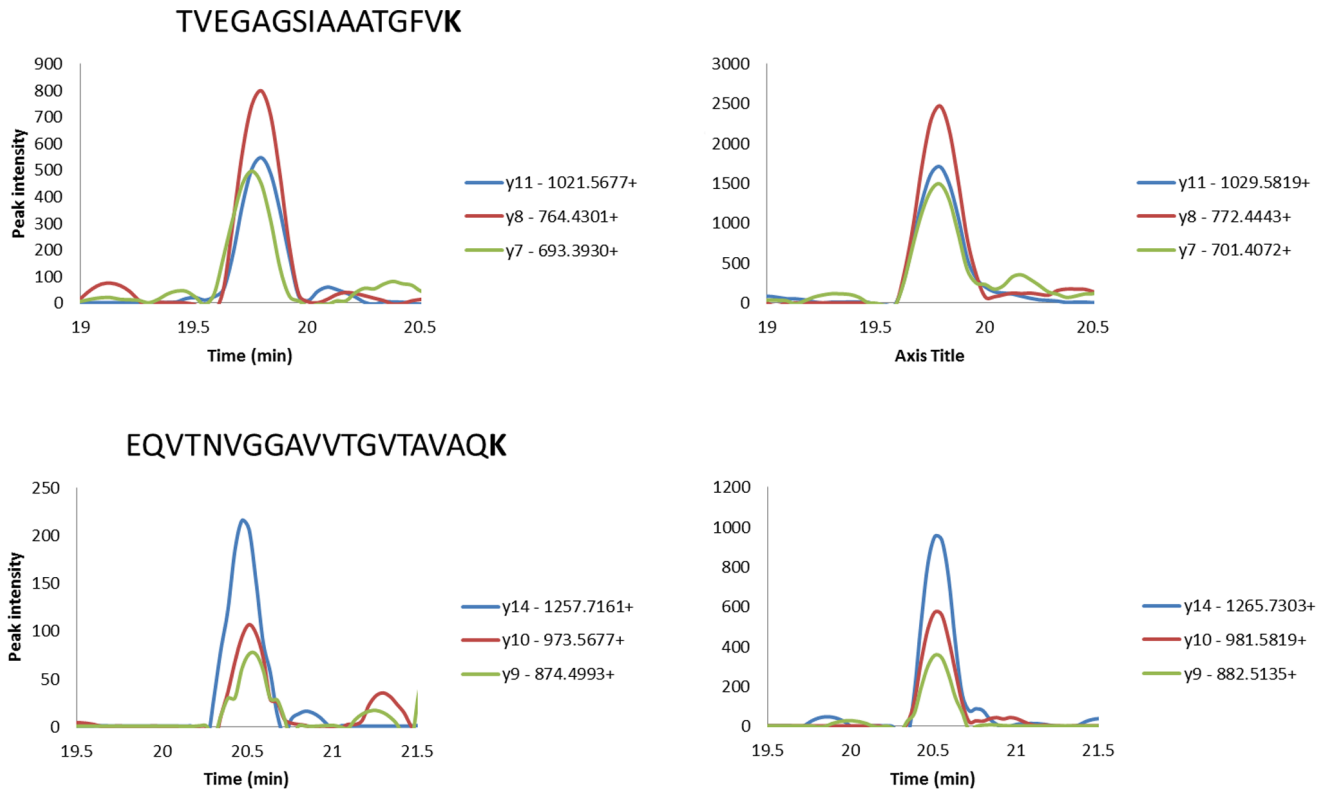 TVEGAGSIAAATGFVK
Peak intensity
900
800
700
600
500
400
300
200
100
0
19
19.5
20
20.5
Time (min)
y11 - 1021.5677+
y8 - 764.4301+
y7 - 693.3930+
3000
2500
2000
1500
1000
500
0
19
19.5
20
20.5
Axis Title
y11 - 1029.5819+
y8 - 772.4443+
y7 - 701.4072+
EQVTNVGGAVVTGVTAVAQK
Peak intensity
250
200
150
100
50
0
19.5
20
20.5
21
21.5
Time (min)
y14 - 1257.7161+
y10 - 973.5677+
y9 - 874.4993+
1200
1000
800
600
400
200
0
19.5
20
20.5
21
21.5
Time (min)
y14 - 1265.7303+
y10 - 981.5819+
y9 - 882.5135+